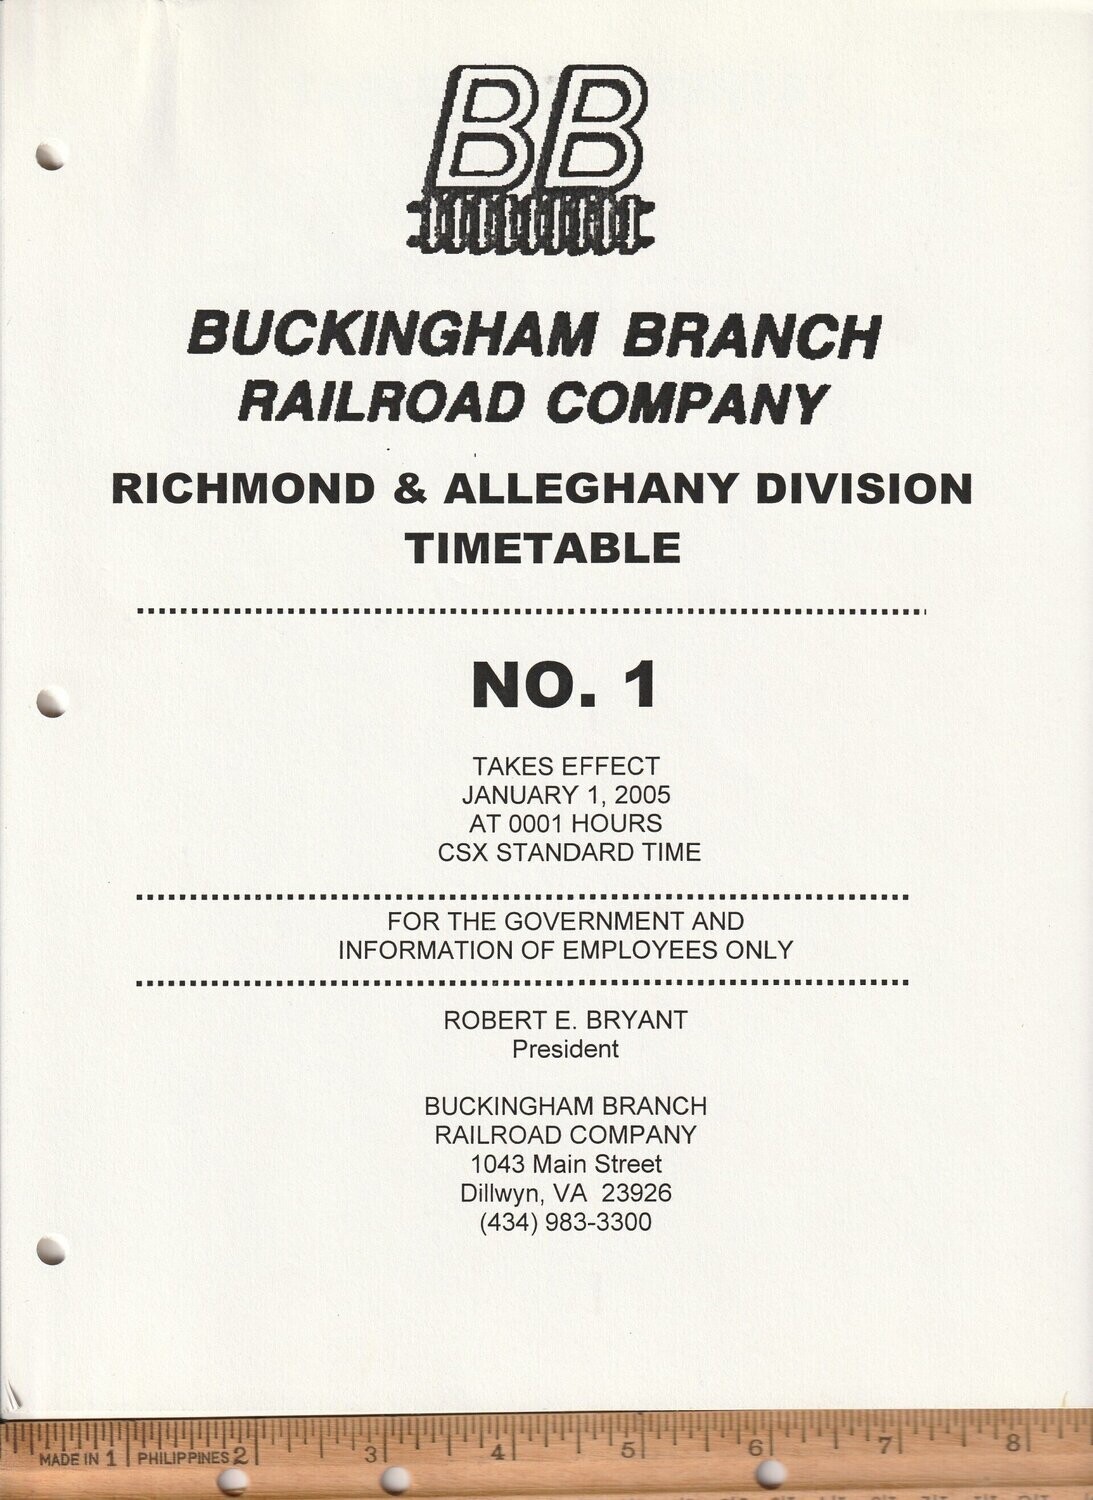 BB
BUCKINGHAM BRANCH
RAILROAD COMPANY
RICHMOND & ALLEGHANY DIVISION
TIMETABLE
NO. 1
TAKES EFFECT
JANUARY 1, 2005
AT 0001 HOURS
CSX STANDARD TIME
FOR THE GOVERNMENT AND
INFORMATION OF EMPLOYEES ONLY
ROBERT E. BRYANT
President
BUCKINGHAM BRANCH
RAILROAD COMPANY
1043 Main Street
Dillwyn, VA 23926
(434) 983-3300
MADE IN 1 PHILIPPINES 2 3 4 5 6 7 8